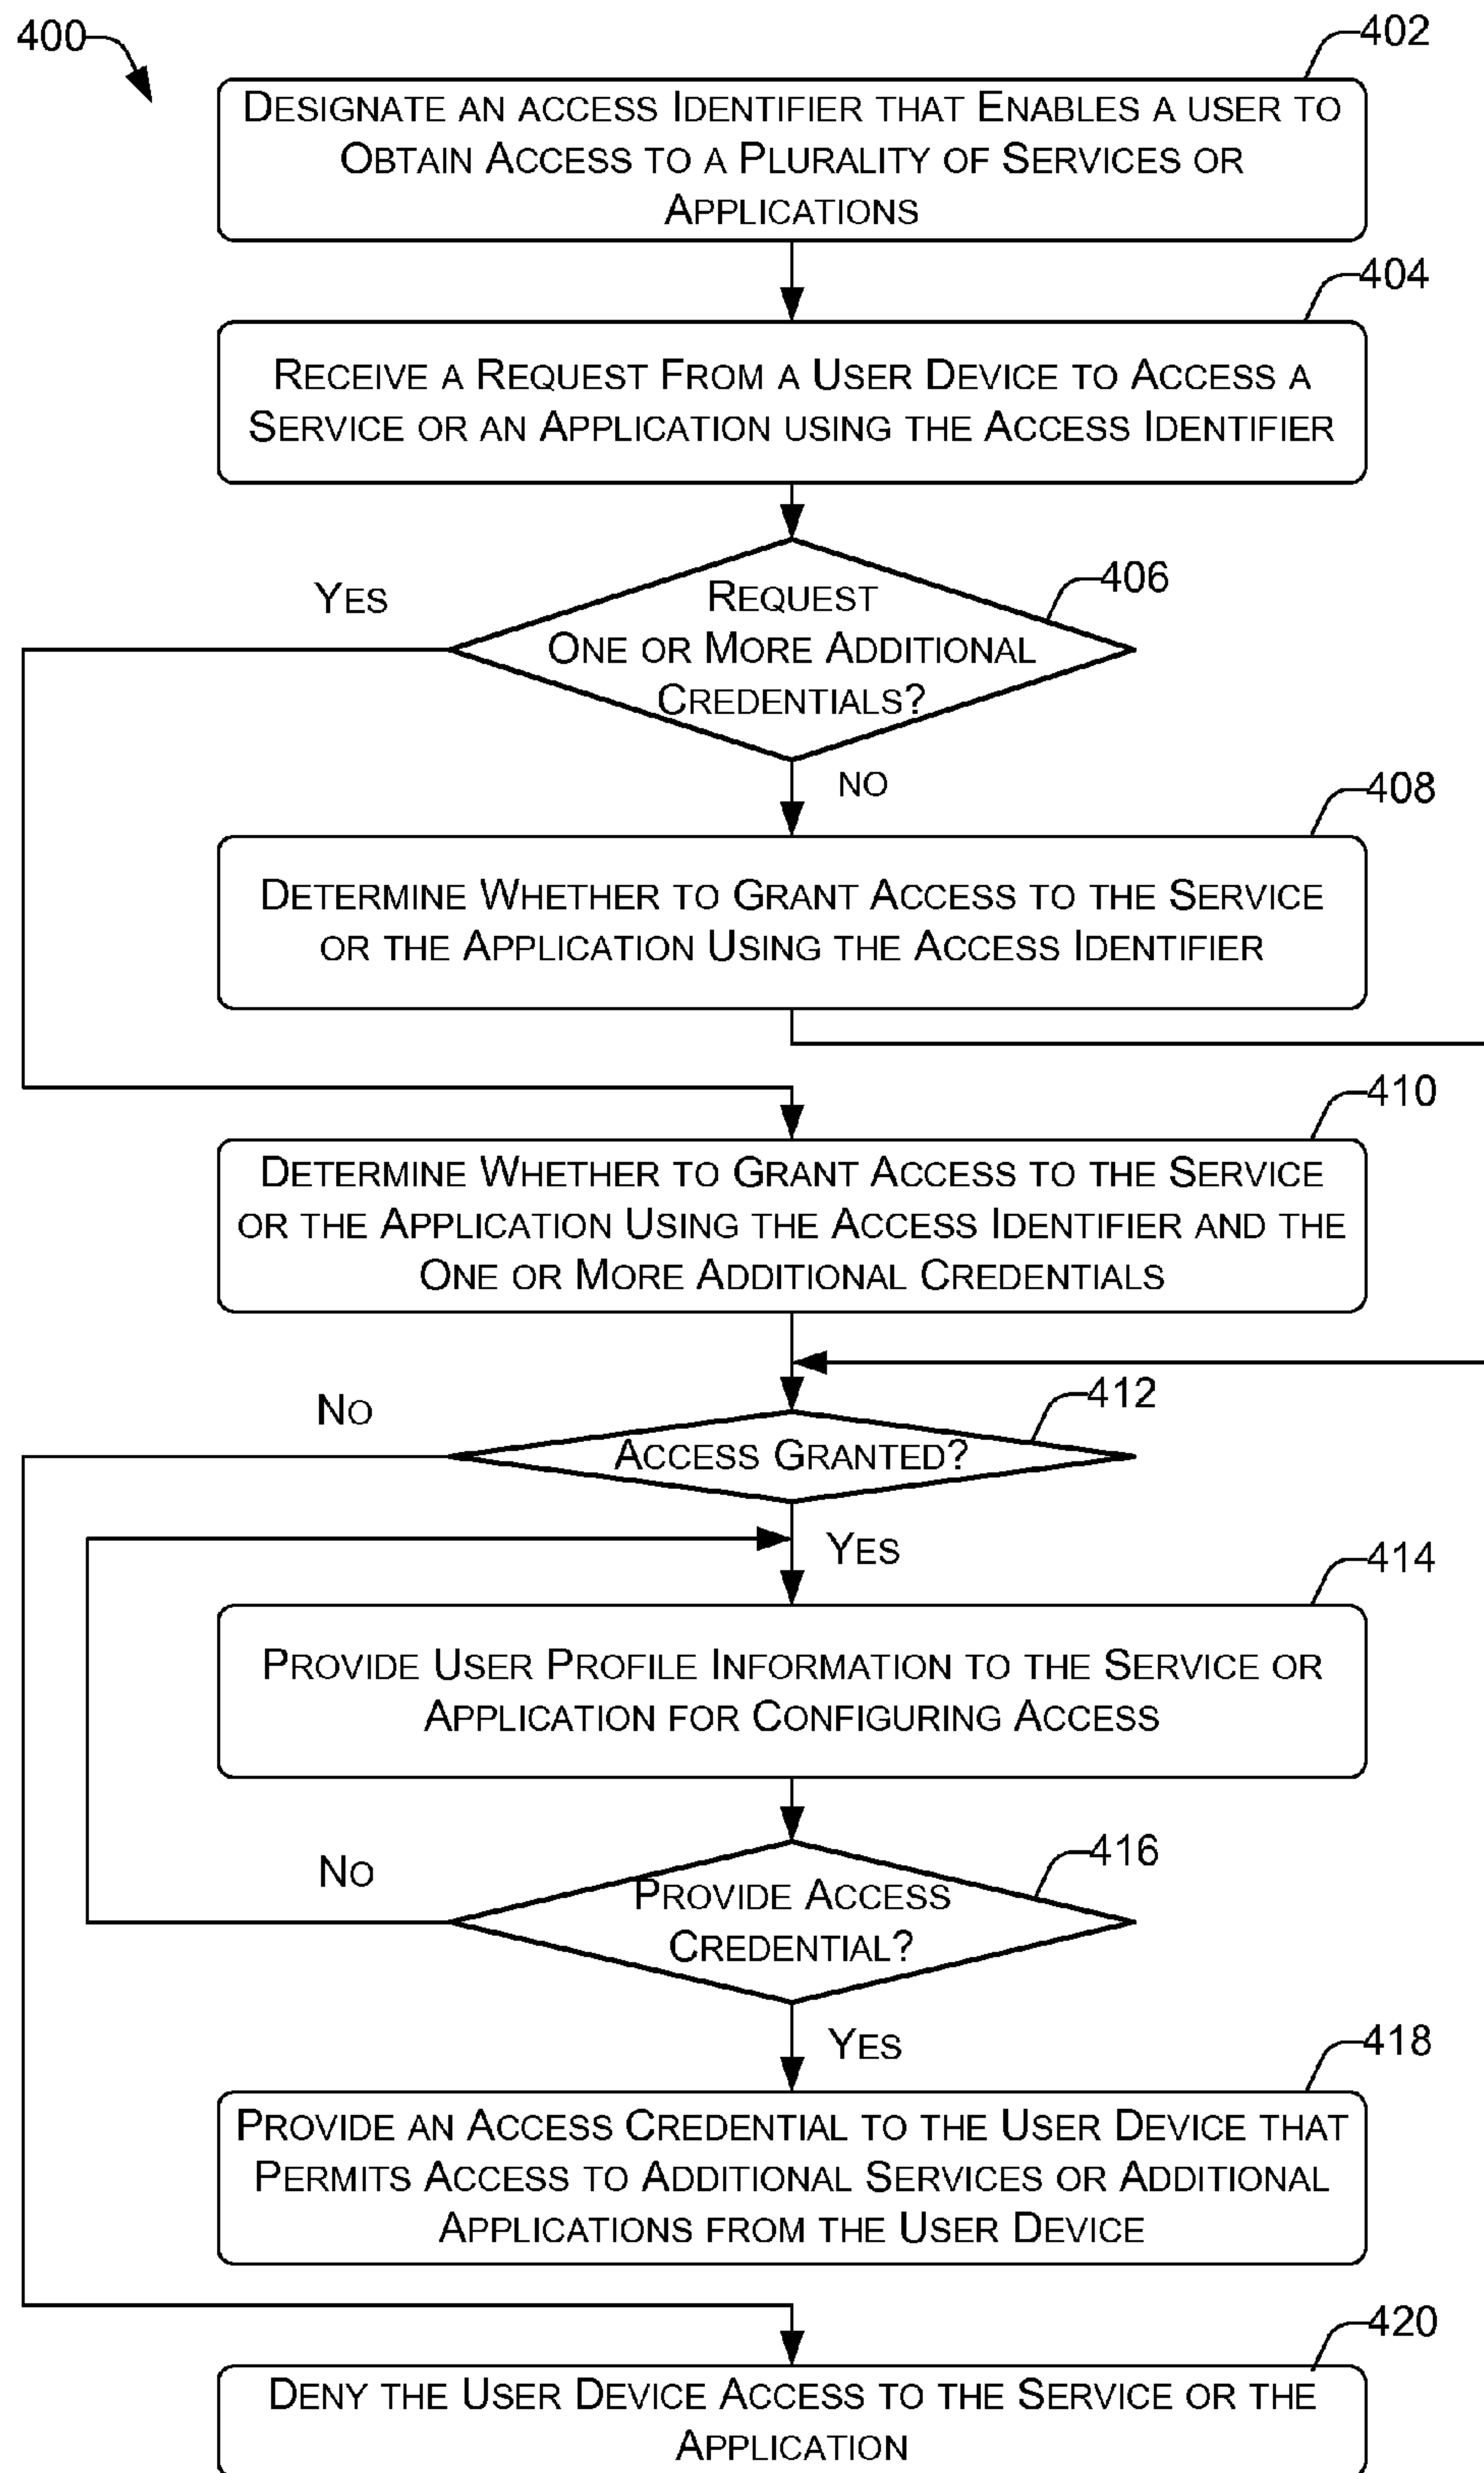 400
402
DESIGNATE AN ACCESS IDENTIFIER THAT ENABLES A USER TO
OBTAIN ACCESS TO A PLURALITY OF SERVICES OR
APPLICATIONS
404
RECEIVE A REQUEST FROM A USER DEVICE TO ACCESS A
SERVICE OR AN APPLICATION USING THE ACCESS IDENTIFIER
406
YES
REQUEST
ONE OR MORE ADDITIONAL
CREDENTIALS?
NO
408
DETERMINE WHETHER TO GRANT ACCESS TO THE SERVICE
OR THE APPLICATION USING THE ACCESS IDENTIFIER
410
DETERMINE WHETHER TO GRANT ACCESS TO THE SERVICE
OR THE APPLICATION USING THE ACCESS IDENTIFIER AND THE
ONE OR MORE ADDITIONAL CREDENTIALS
412
NO
ACCESS GRANTED?
YES
414
PROVIDE USER PROFILE INFORMATION TO THE SERVICE OR
APPLICATION FOR CONFIGURING ACCESS
416
NO
PROVIDE ACCESS
CREDENTIAL?
YES
418
PROVIDE AN ACCESS CREDENTIAL TO THE USER DEVICE THAT
PERMITS ACCESS TO ADDITIONAL SERVICES OR ADDITIONAL
APPLICATIONS FROM THE USER DEVICE
420
DENY THE USER DEVICE ACCESS TO THE SERVICE OR THE
APPLICATION